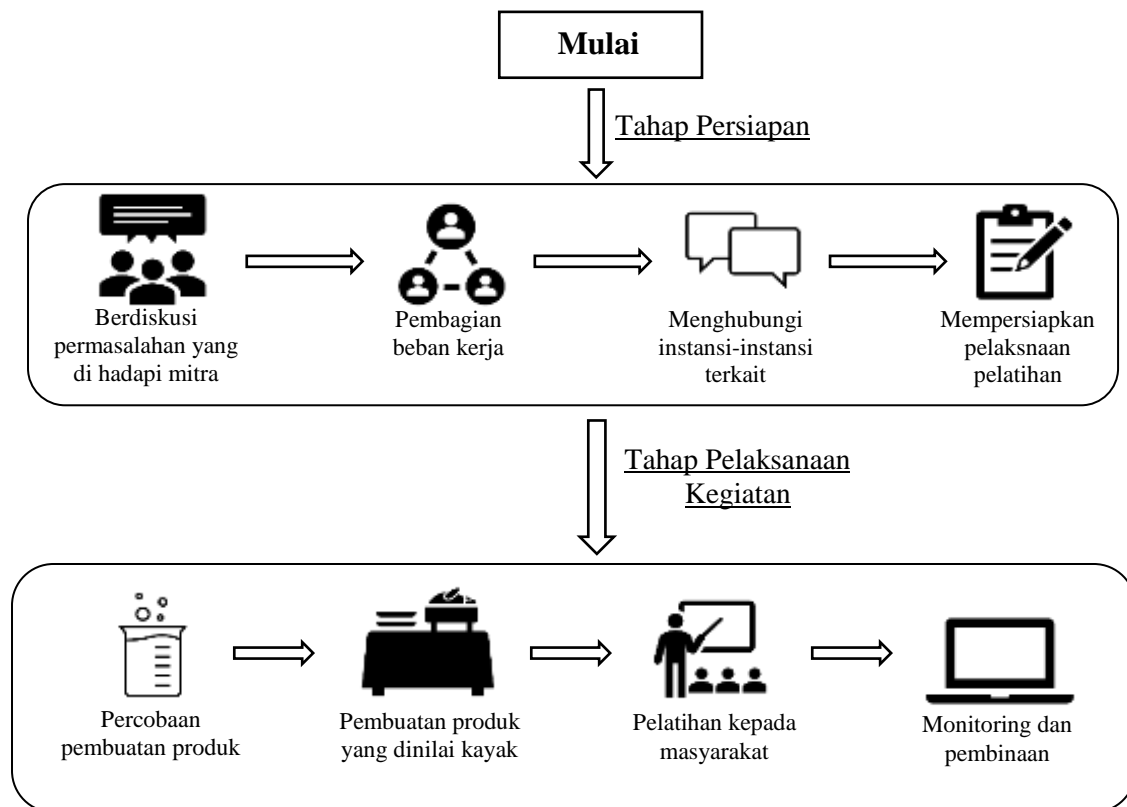 Mulai
Tahap Persiapan
Berdiskusi
permasalahan yang
di hadapi mitra
Pembagian
beban kerja
Menghubungi
instansi-instansi
terkait
Mempersiapkan
pelaksnaan
pelatihan
Tahap Pelaksanaan
Kegiatan
Percobaan
pembuatan produk
Pembuatan produk
yang dinilai kayak
Pelatihan kepada
masyarakat
Monitoring dan
pembinaan